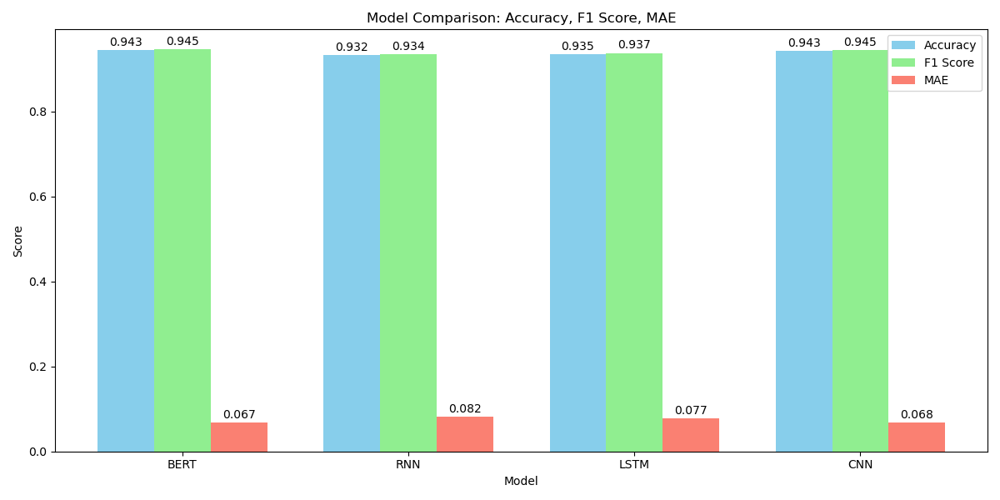 Model Comparison: Accuracy, F1 Score, MAE
0.943 0.945 0.932 0.934 0.935 0.937 0.943 0.945
Accuracy
F1 Score
MAE
0.8
0.6
0.4
0.2
0.0
Score
0.067 0.082 0.077 0.068
BERT RNN LSTM CNN
Model